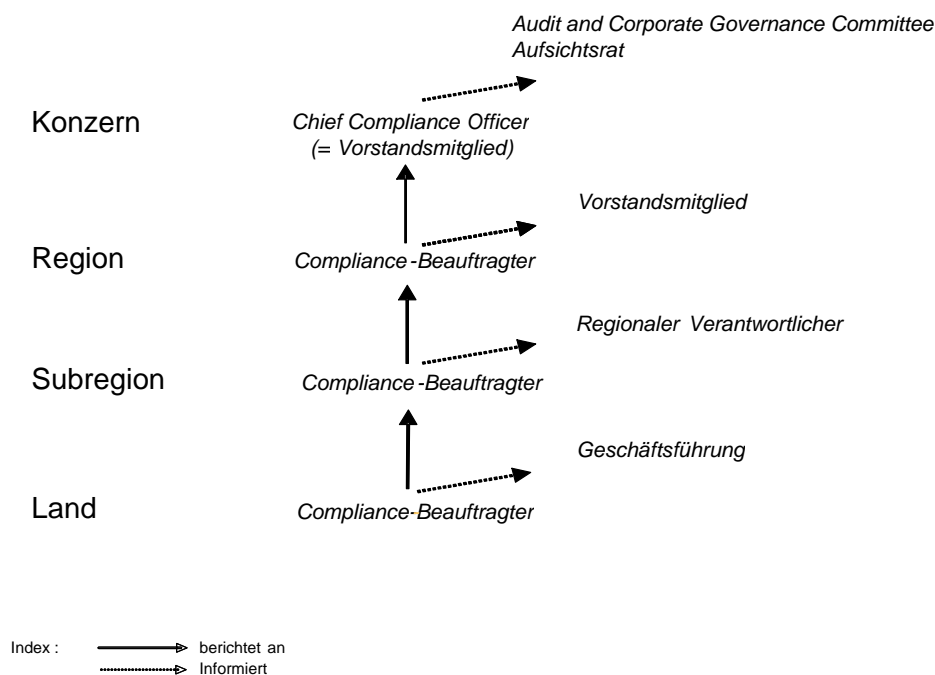 Audit and Corporate Governance Committee
Aufsichtsrat
Konzern
Chief Compliance Officer
(= Vorstandsmitglied)
Vorstandsmitglied
Region
Compliance-Beauftragter
Regionaler Verantwortlicher
Subregion
Compliance-Beauftragter
Geschäftsführung
Land
Compliance-Beauftragter
Index :
berichtet an
Informiert